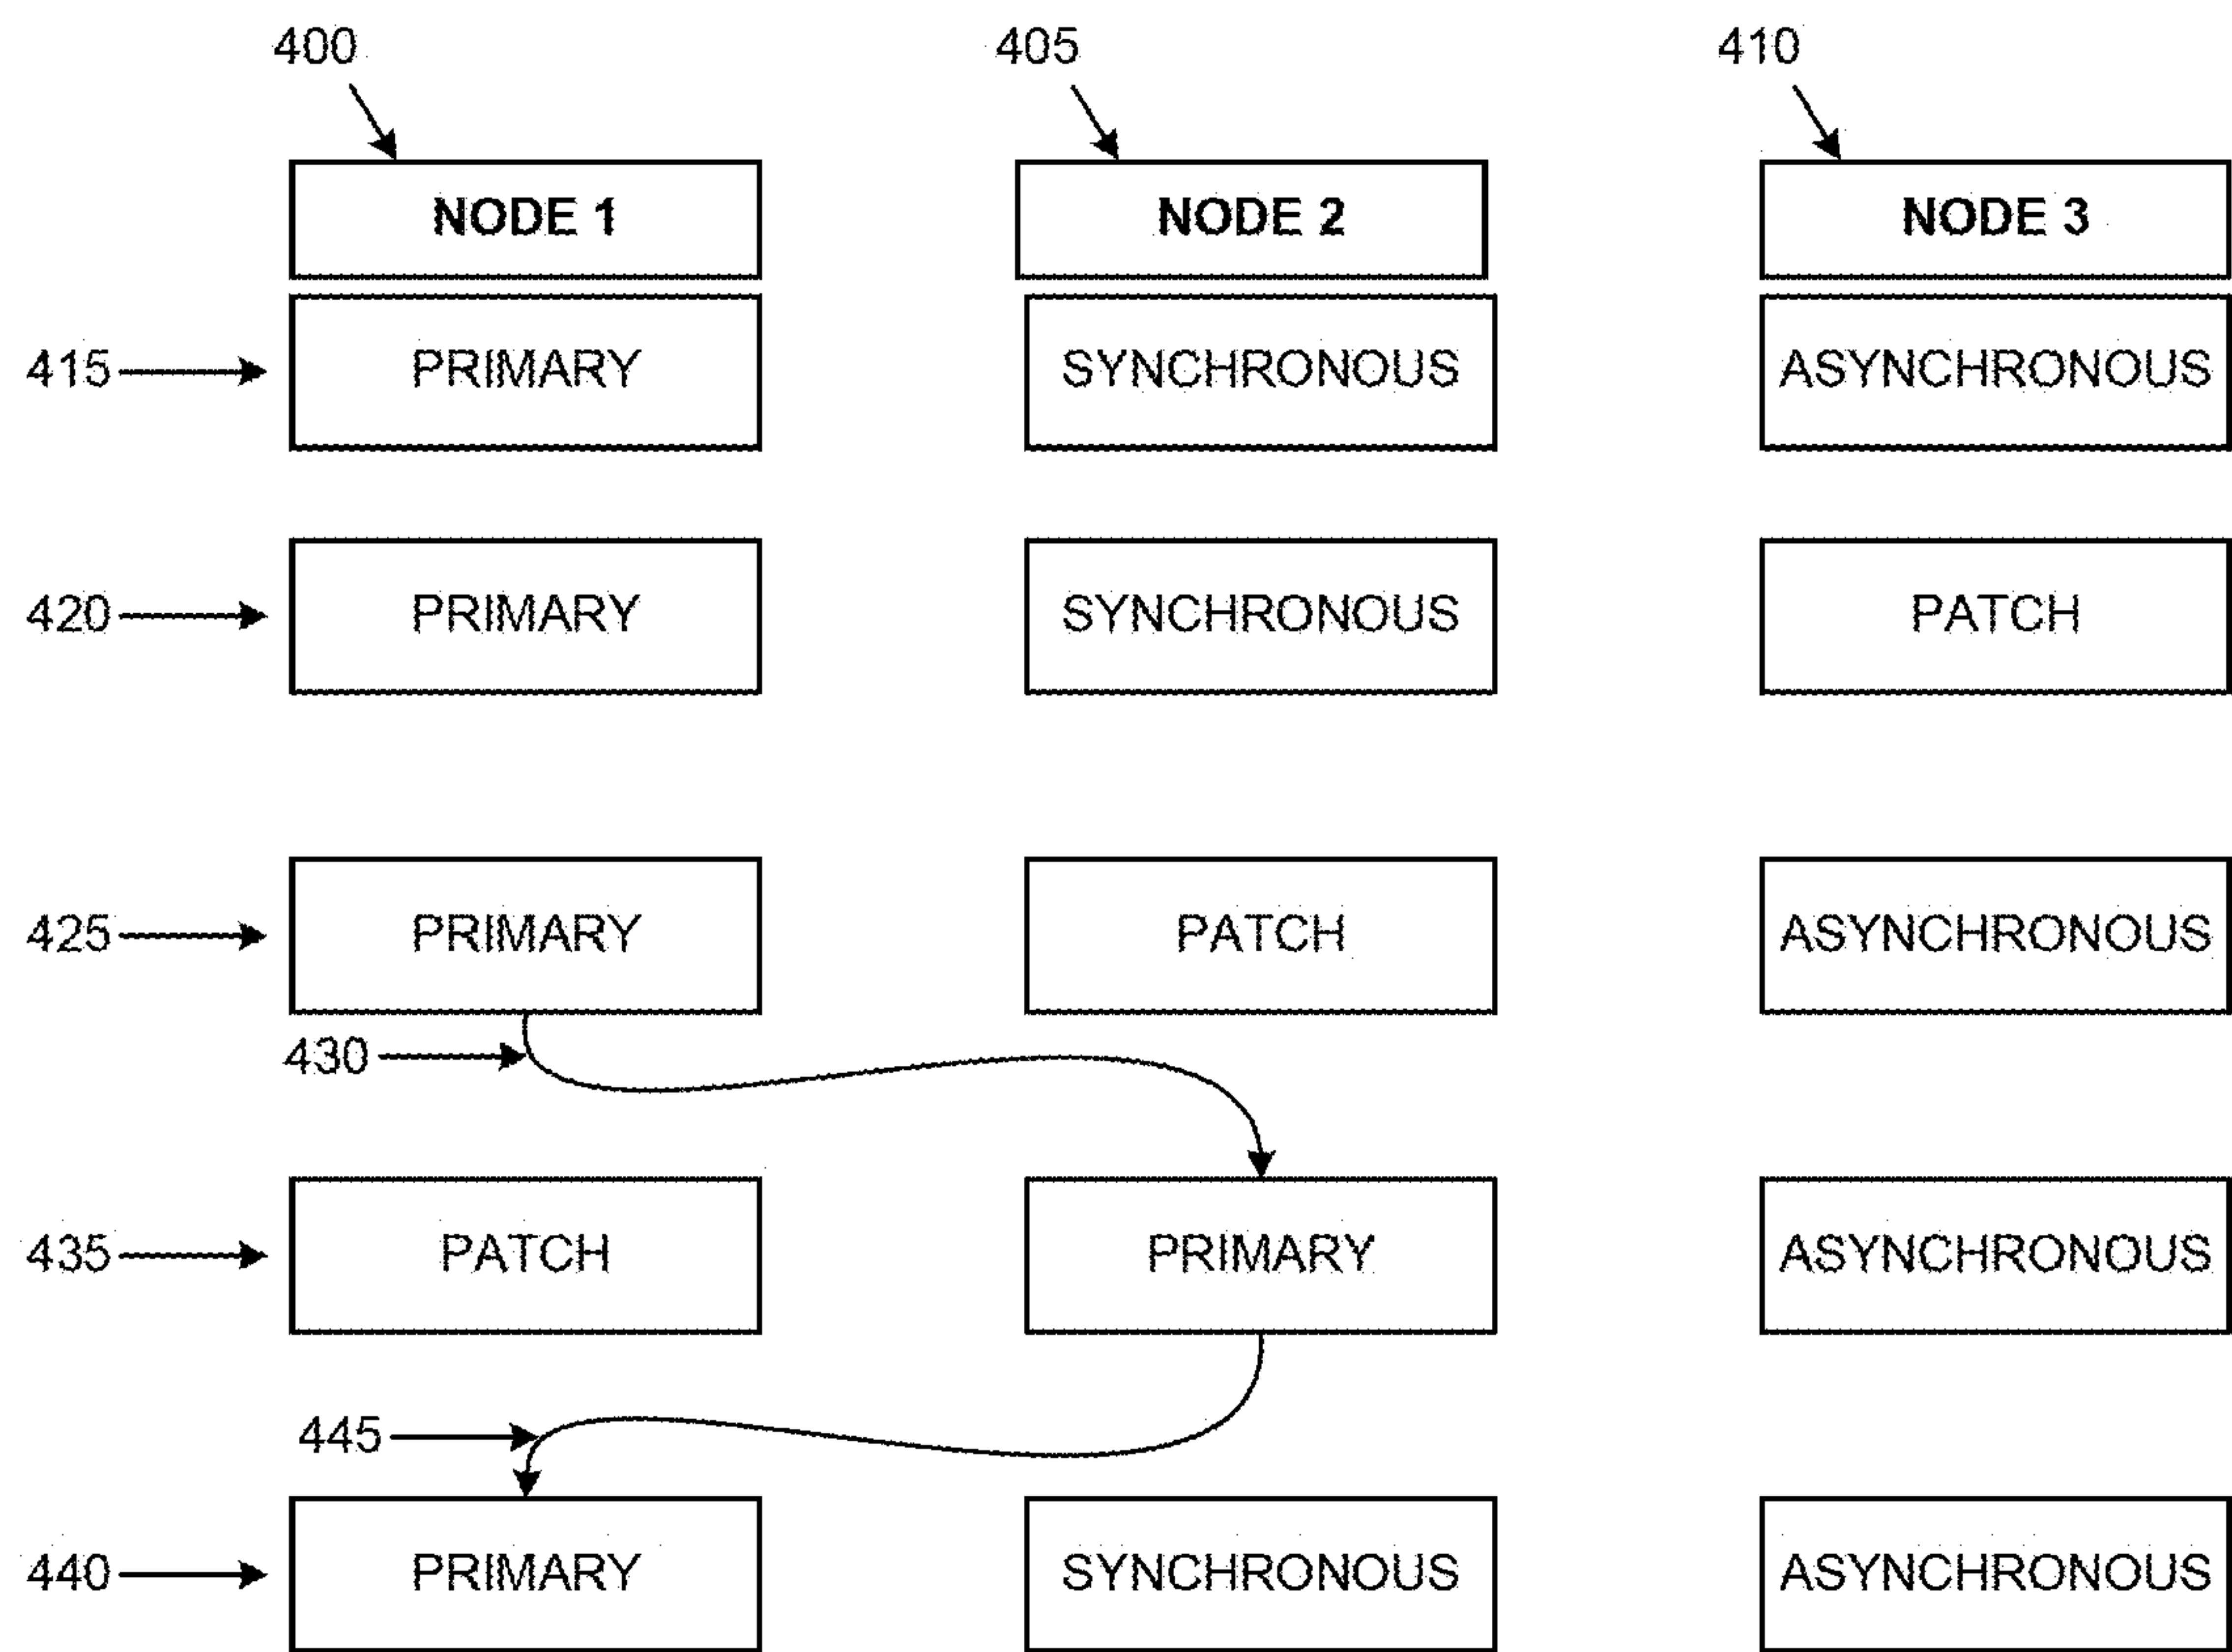 400 405 410
NODE 1 NODE 2 NODE 3
415 PRIMARY SYNCHRONOUS ASYNCHRONOUS
420 PRIMARY SYNCHRONOUS PATCH
425 PRIMARY PATCH ASYNCHRONOUS
430
435 PATCH PRIMARY ASYNCHRONOUS
445
440 PRIMARY SYNCHRONOUS ASYNCHRONOUS